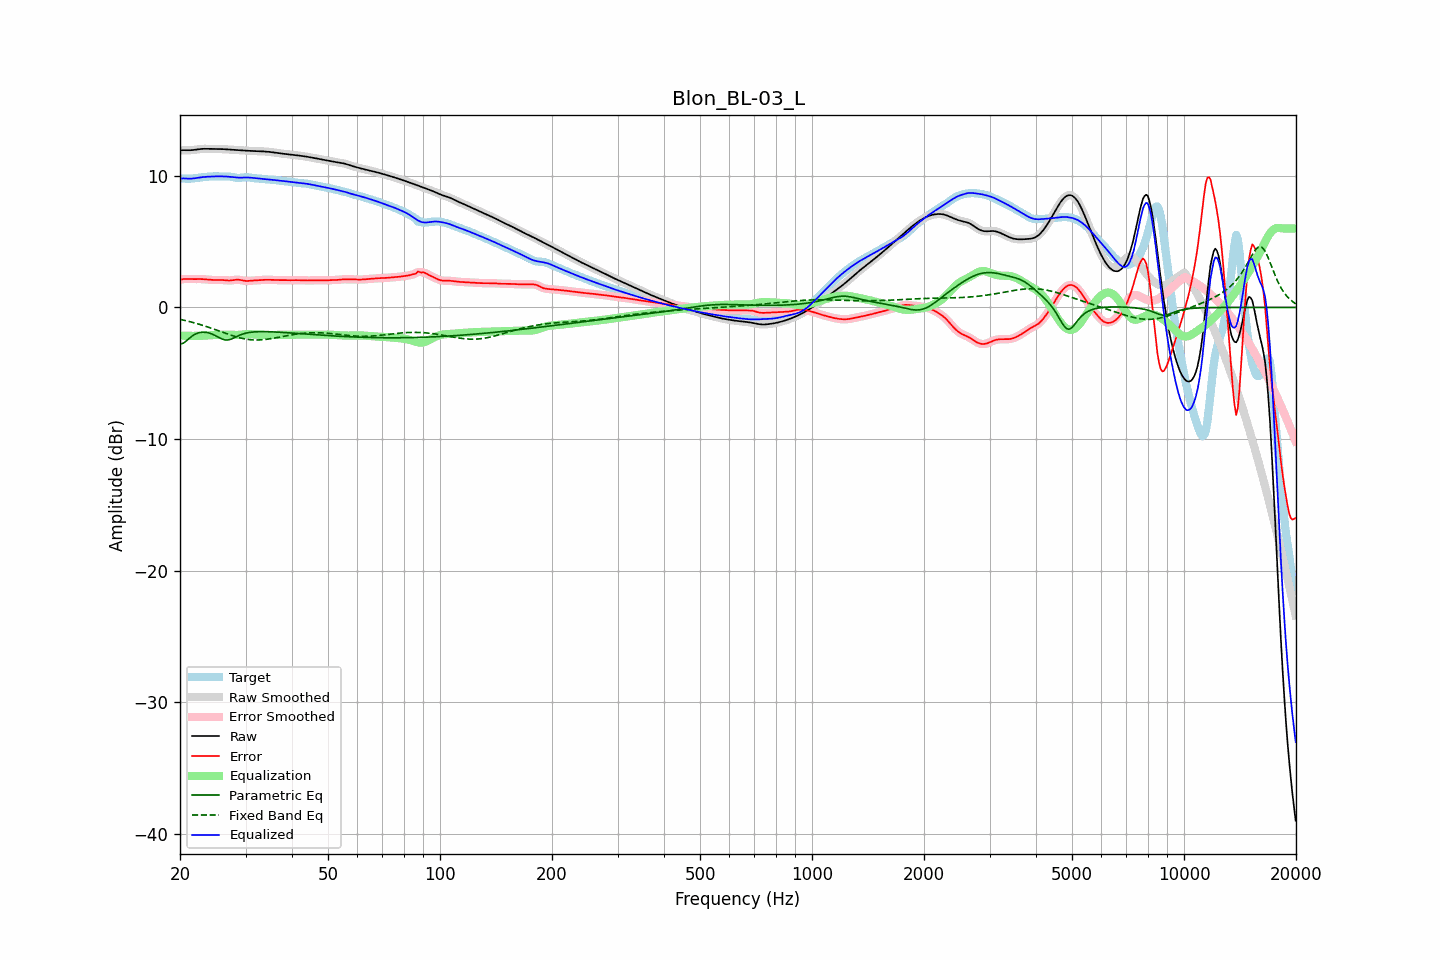 Blon_BL-03_L
Amplitude (dBr)
10
0
−10
−20
−30
−40
Target
Raw Smoothed
Error Smoothed
Raw
Error
Equalization
Parametric Eq
Fixed Band Eq
Equalized
20 50 100 200 500 1000 2000 5000 10000 20000
Frequency (Hz)